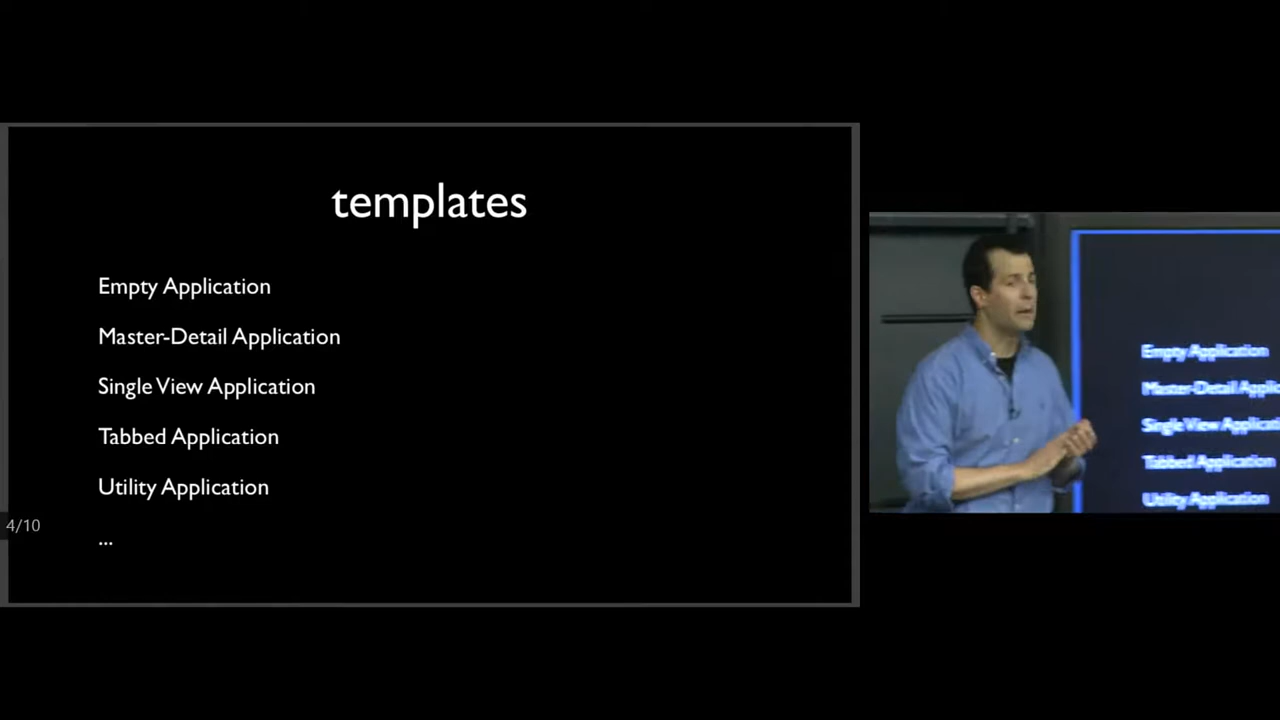 templates
Empty Application
Master-Detail Application
Single View Application
Tabbed Application
Utility Application
...
4/10
Empty Application
Master-Detail Applic
Single View Applicati
Tabbed Application
Utility Application